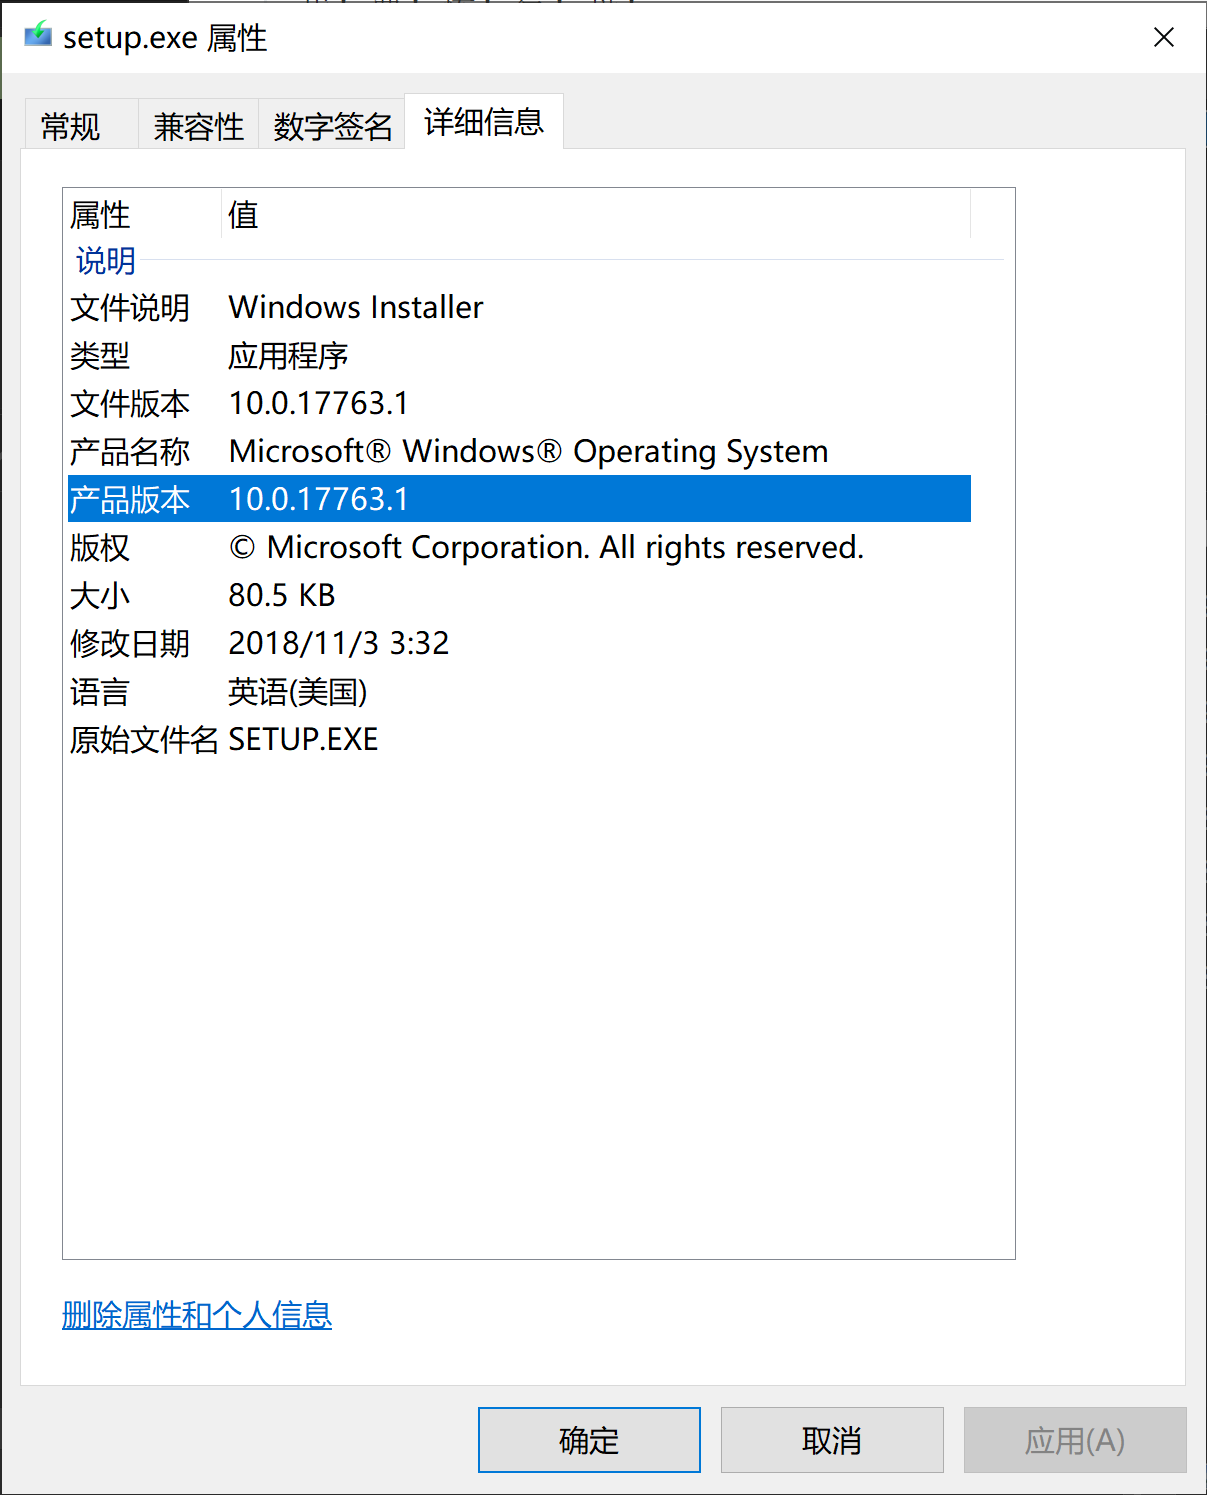 setup.exe 属性
常规 兼容性 数字签名 详细信息
属性 值
说明
文件说明 Windows Installer
类型 应用程序
文件版本 10.0.17763.1
产品名称 Microsoft® Windows® Operating System
产品版本 10.0.17763.1
版权 © Microsoft Corporation. All rights reserved.
大小 80.5 KB
修改日期 2018/11/3 3:32
语言 英语(美国)
原始文件名 SETUP.EXE
删除属性和个人信息
确定 取消 应用(A)